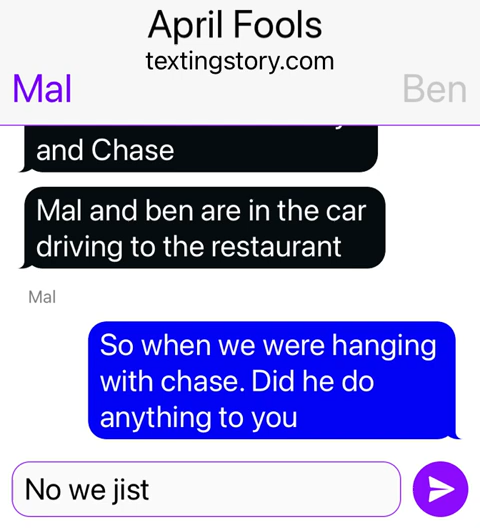 April Fools
textingstory.com
Mal Ben
and Chase
Mal and ben are in the car
driving to the restaurant
Mal
So when we were hanging
with chase. Did he do
anything to you
No we jist